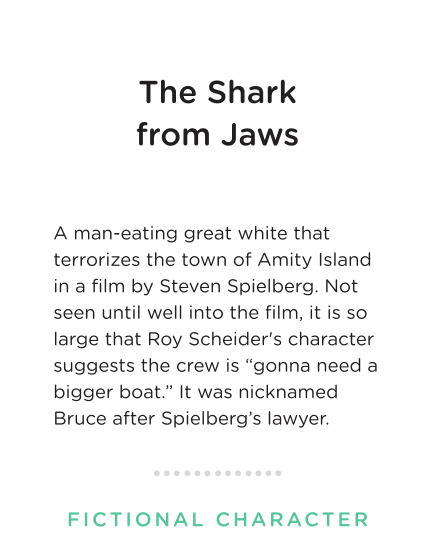 The Shark
from Jaws
A man-eating great white that
terrorizes the town of Amity Island
in a film by Steven Spielberg. Not
seen until well into the film, it is so
large that Roy Scheider's character
suggests the crew is “gonna need a
bigger boat.” It was nicknamed
Bruce after Spielberg’s lawyer.
FICTIONAL CHARACTER